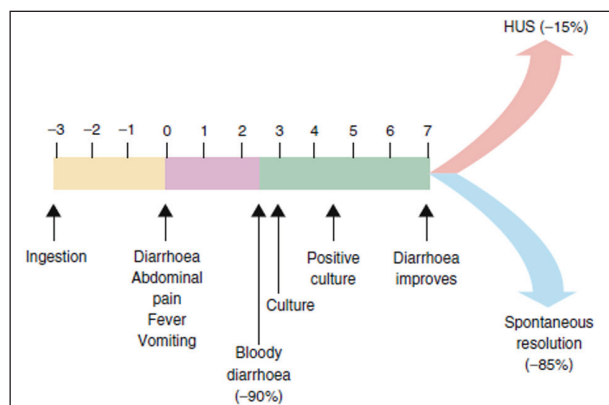 HUS (−15%)
−3 −2 −1 0 1 2 3 4 5 6 7
Ingestion
Diarrhoea
Abdominal
pain
Fever
Vomiting
Bloody
diarrhoea
(−90%)
Culture
Positive
culture
Diarrhoea
improves
Spontaneous
resolution
(−85%)